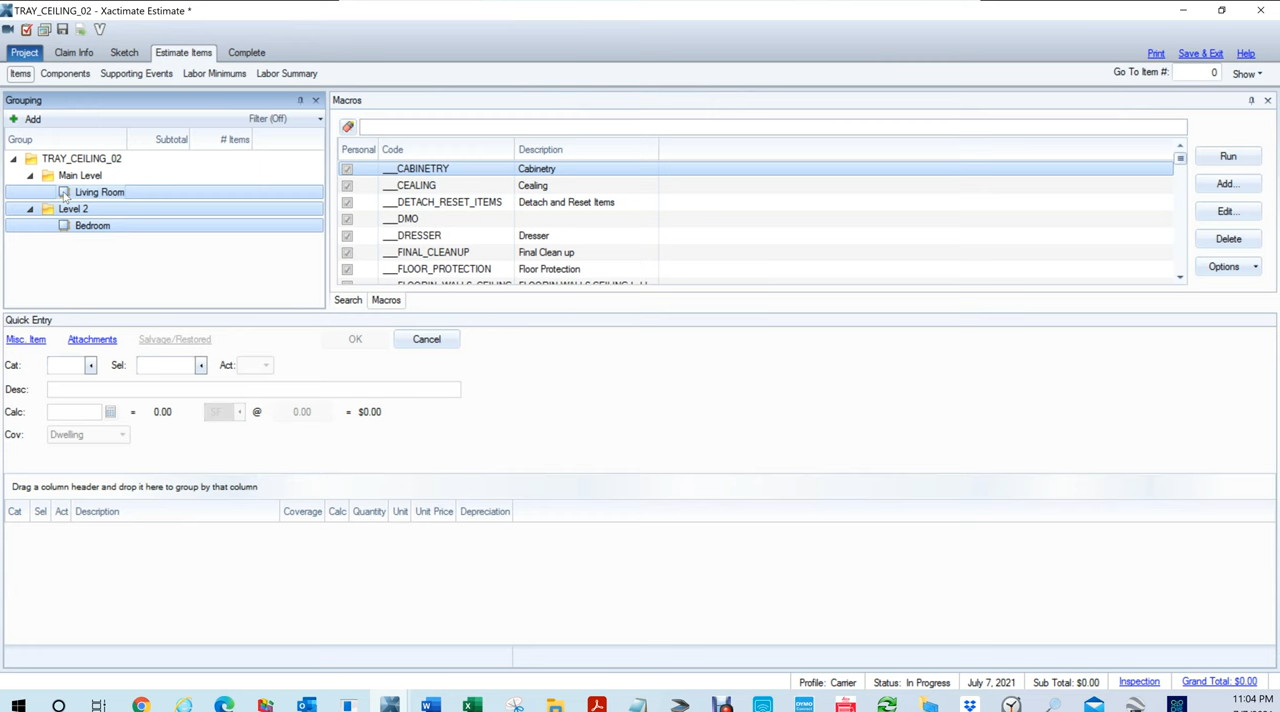 TRAY_CEILING_02 - Xactimate Estimate *
Project Claim Info Sketch Estimate Items Complete
Print Save & Exit Help
Items Components Supporting Events Labor Minimums Labor Summary
Go To Item #: 0 Show
Grouping
Add Filter (Off)
Group Subtotal # Items
TRAY_CEILING_02
Main Level
Living Room
Level 2
Bedroom
Macros
Personal Code Description
___CABINETRY Cabinetry
___CEALING Cealing
___DETACH_RESET_ITEMS Detach and Reset Items
___DMO
___DRESSER Dresser
___FINAL_CLEANUP Final Clean up
___FLOOR_PROTECTION Floor Protection
Run
Add...
Edit...
Delete
Options
Search Macros
Quick Entry
Misc. Item Attachments Salvage/Restored OK Cancel
Cat: Sel: Act:
Desc:
Calc: = 0.00 SF @ 0.00 = $0.00
Cov: Dwelling
Drag a column header and drop it here to group by that column
Cat Sel Act Description Coverage Calc Quantity Unit Unit Price Depreciation
Profile: Carrier Status: In Progress July 7, 2021 Sub Total: $0.00 Inspection Grand Total: $0.00
11:04 PM